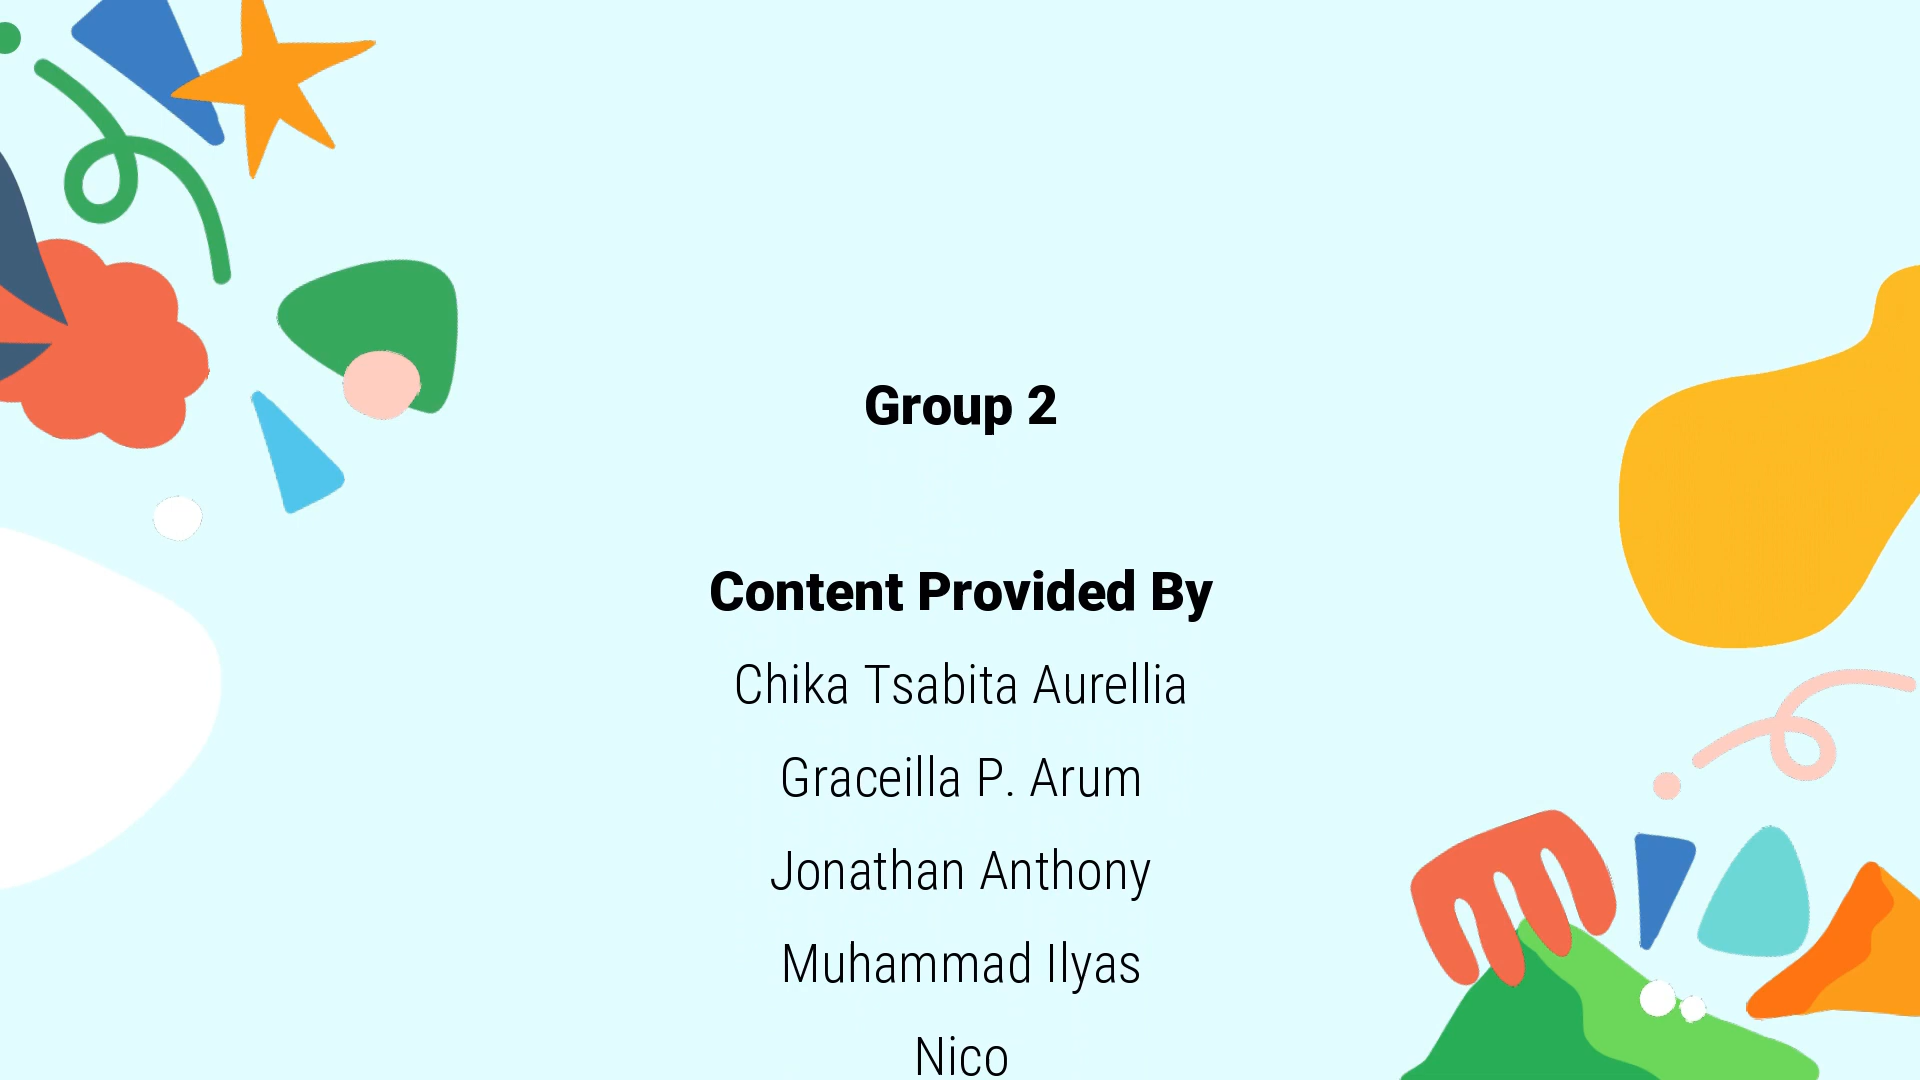 Group 2
Content Provided By
Chika Tsabita Aurellia
Graceilla P. Arum
Jonathan Anthony
Muhammad Ilyas
Nico